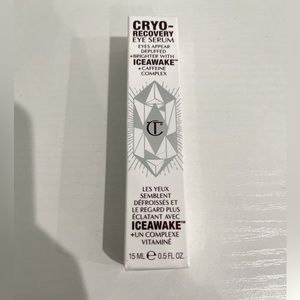 CRYO-
RECOVERY
EYE SERUM
EYES APPEAR
DEPUFFED
+BRIGHTER WITH
ICEAWAKE™
+CAFFEINE
COMPLEX
CT
LES YEUX
SEMBLENT
DÉFROISSÉS ET
LE REGARD PLUS
ÉCLATANT AVEC
ICEAWAKE™
+UN COMPLEXE
VITAMINÉ
15 ML ℮ 0.5 FL.OZ.